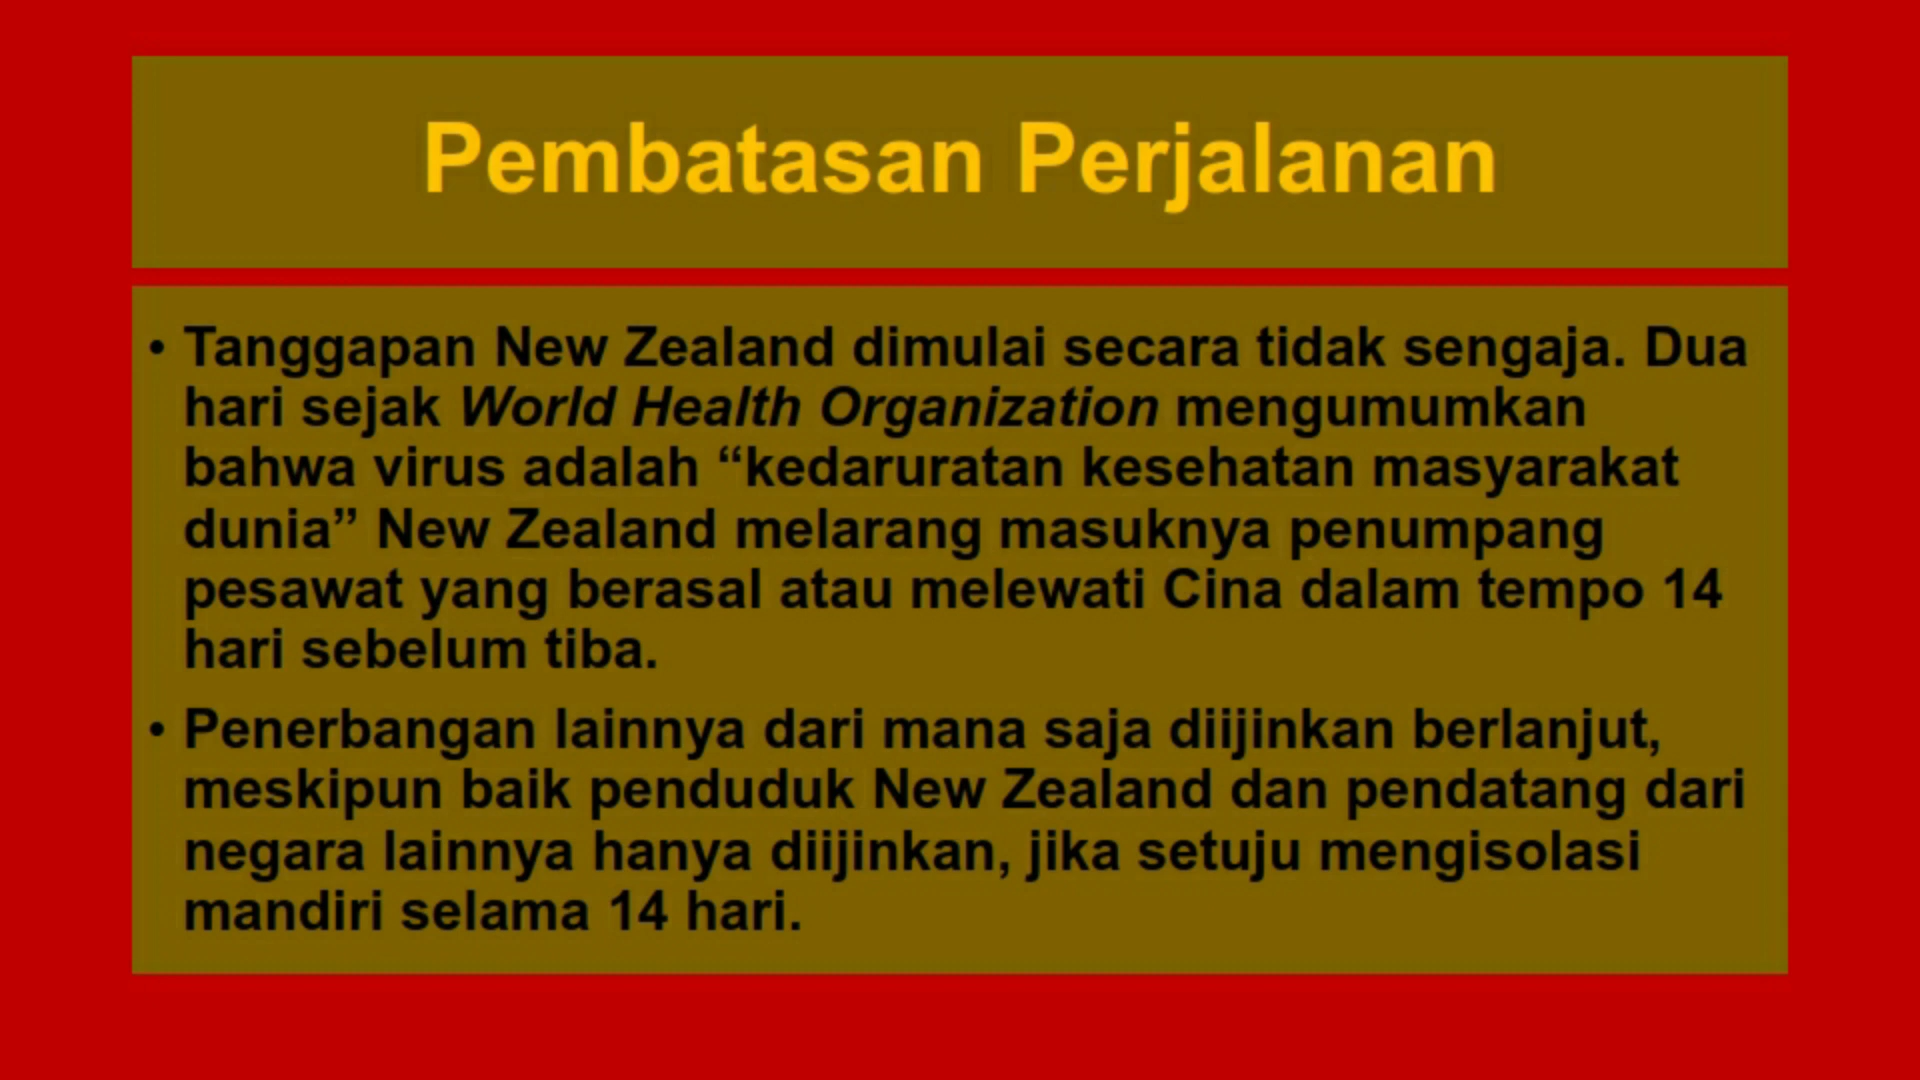 Pembatasan Perjalanan
• Tanggapan New Zealand dimulai secara tidak sengaja. Dua
hari sejak World Health Organization mengumumkan
bahwa virus adalah “kedaruratan kesehatan masyarakat
dunia” New Zealand melarang masuknya penumpang
pesawat yang berasal atau melewati Cina dalam tempo 14
hari sebelum tiba.
• Penerbangan lainnya dari mana saja diijinkan berlanjut,
meskipun baik penduduk New Zealand dan pendatang dari
negara lainnya hanya diijinkan, jika setuju mengisolasi
mandiri selama 14 hari.